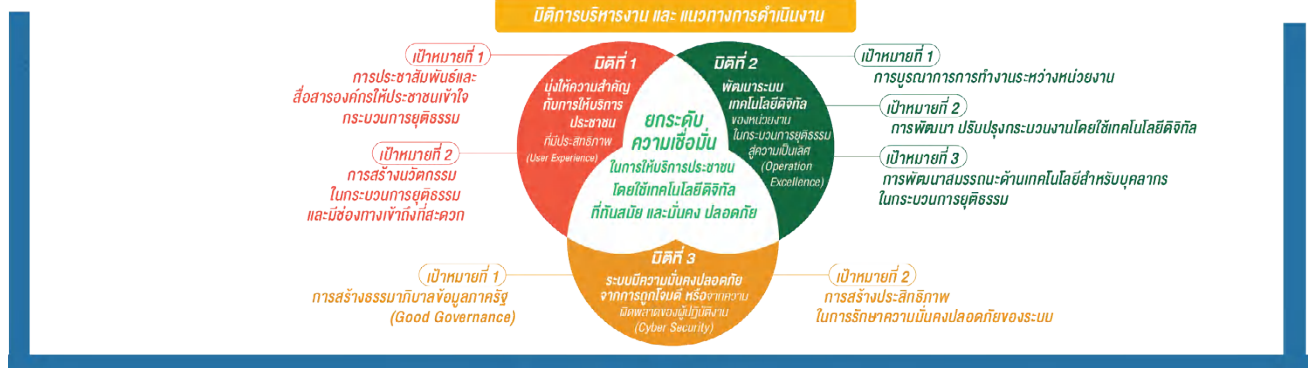 มิติการบริหารงาน และ แนวทางการดำเนินงาน
เป้าหมายที่ 1
การประชาสัมพันธ์และ
สื่อสารองค์กรให้ประชาชนเข้าใจ
กระบวนการยุติธรรม
เป้าหมายที่ 2
การสร้างนวัตกรรม
ในกระบวนการยุติธรรม
และมีช่องทางเข้าถึงที่สะดวก
มิติที่ 1
มุ่งให้ความสำคัญ
กับการให้บริการ
ประชาชน
ที่มีประสิทธิภาพ
(User Experience)
ยกระดับ
ความเชื่อมั่น
ในการให้บริการประชาชน
โดยใช้เทคโนโลยีดิจิทัล
ที่ทันสมัย และมั่นคง ปลอดภัย
มิติที่ 2
พัฒนาระบบ
เทคโนโลยีดิจิทัล
ของหน่วยงาน
ในกระบวนการยุติธรรม
สู่ความเป็นเลิศ
(Operation
Excellence)
เป้าหมายที่ 1
การบูรณาการการทำงานระหว่างหน่วยงาน
เป้าหมายที่ 2
การพัฒนา ปรับปรุงกระบวนงานโดยใช้เทคโนโลยีดิจิทัล
เป้าหมายที่ 3
การพัฒนาสมรรถนะด้านเทคโนโลยีสำหรับบุคลากร
ในกระบวนการยุติธรรม
เป้าหมายที่ 1
การสร้างธรรมาภิบาลข้อมูลภาครัฐ
(Good Governance)
มิติที่ 3
ระบบมีความมั่นคงปลอดภัย
จากการถูกโจมตี หรือจากความ
ผิดพลาดของผู้ปฏิบัติงาน
(Cyber Security)
เป้าหมายที่ 2
การสร้างประสิทธิภาพ
ในการรักษาความมั่นคงปลอดภัยของระบบ